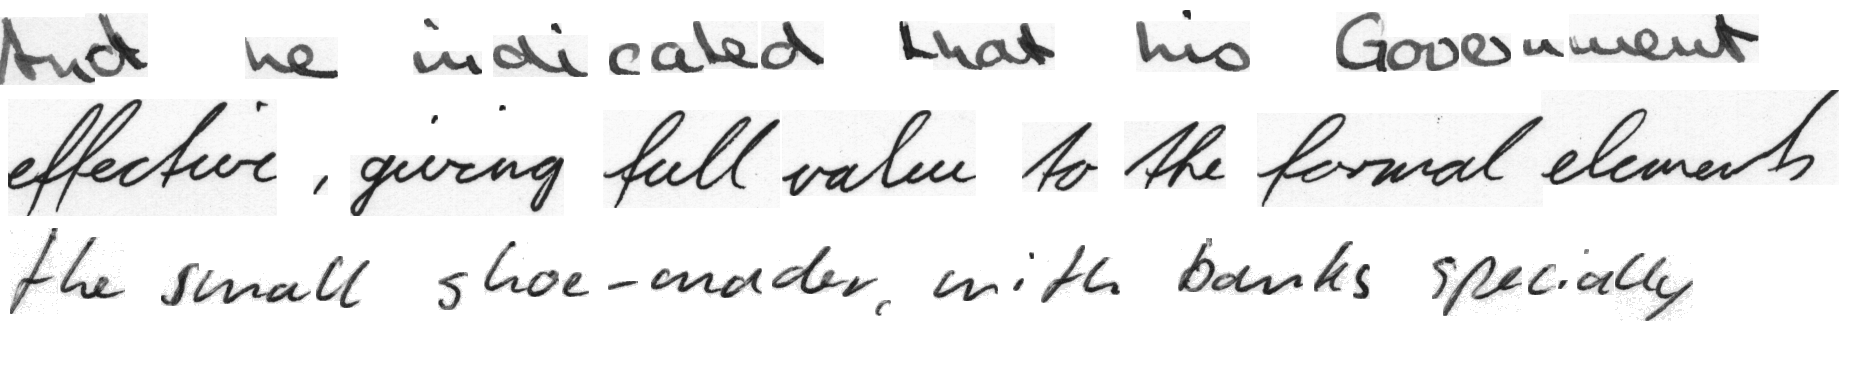 And he indicated that his Government
effective, giving full value to the formal elements
the small shoe-mader, with banks specially